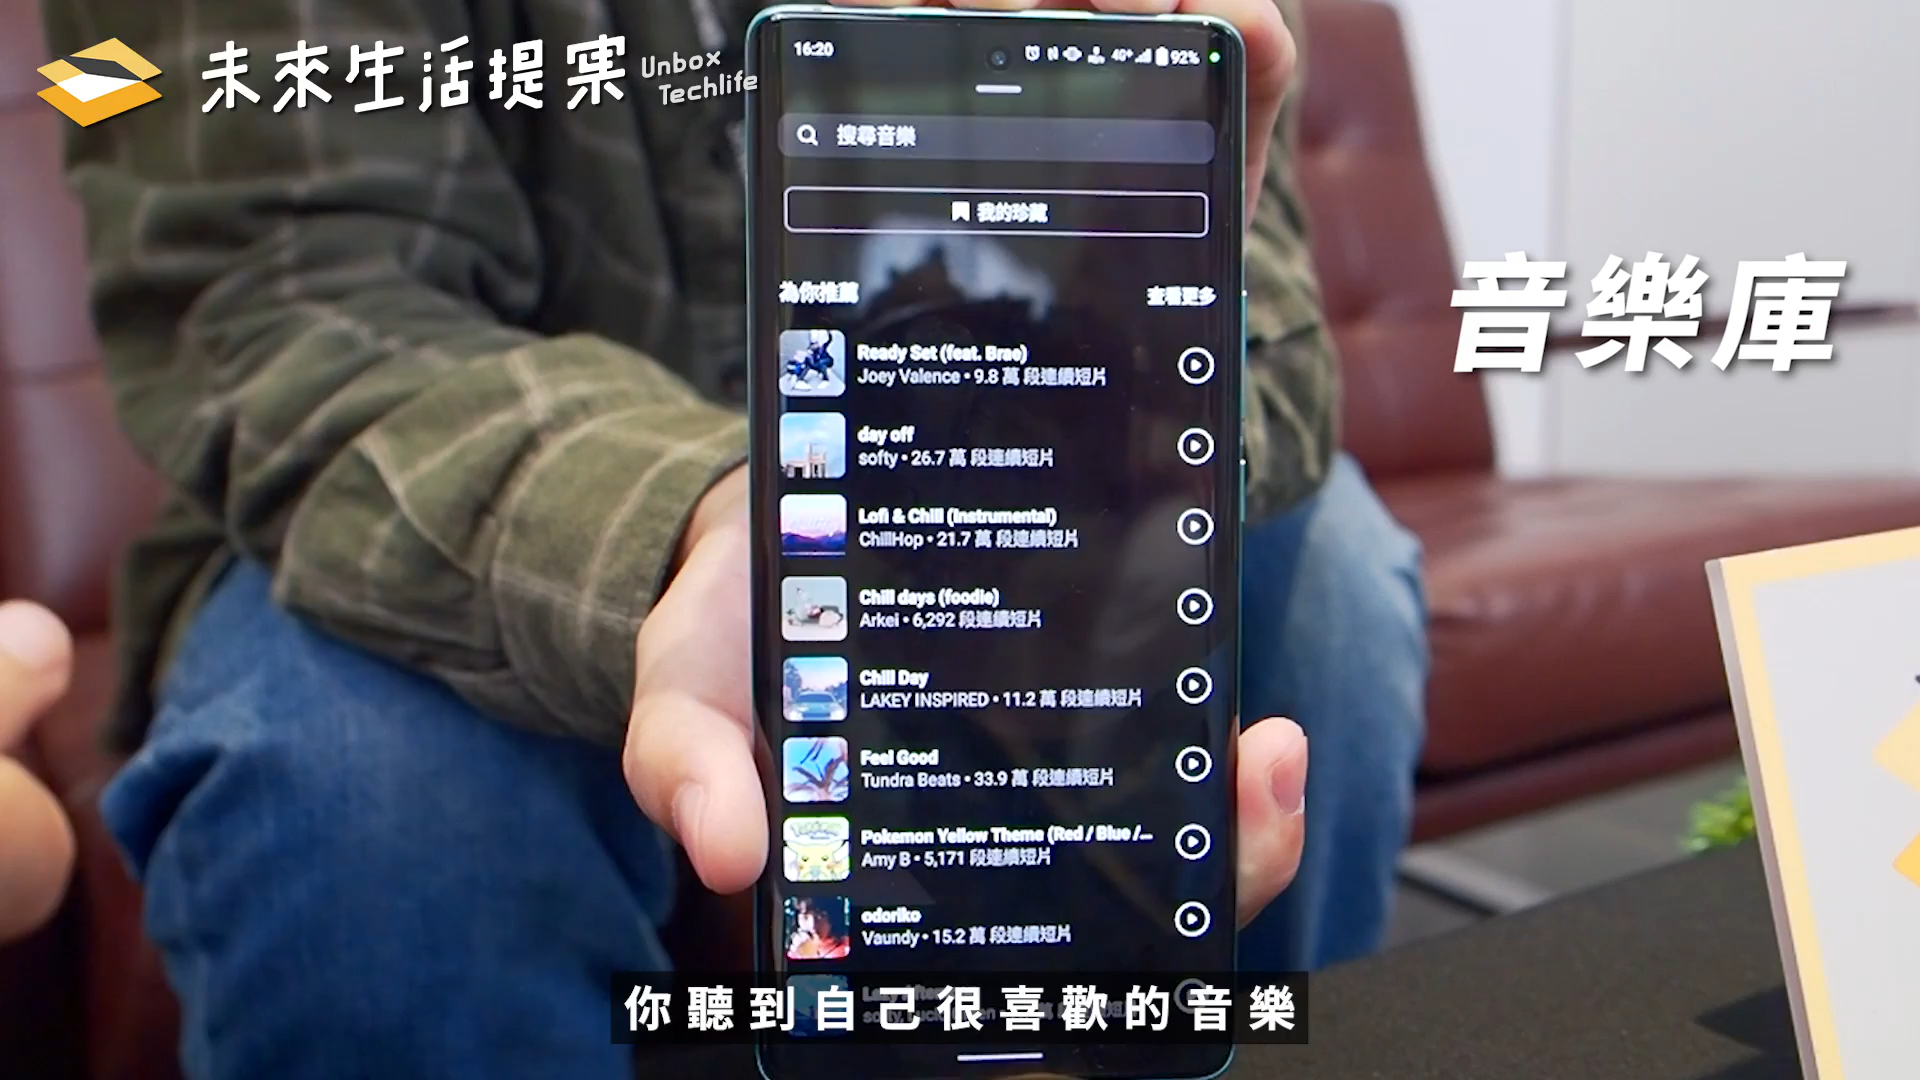 未來生活提案
Unbox
Techlife
16:20
92%
搜尋音樂
我的珍藏
為你推薦
查看更多
Ready Set (feat. Brae)
Joey Valence • 9.8 萬 段連續短片
day off
softy • 26.7 萬 段連續短片
Lofi & Chill (Instrumental)
ChillHop • 21.7 萬 段連續短片
Chill days (foodie)
Arkei • 6,292 段連續短片
Chill Day
LAKEY INSPIRED • 11.2 萬 段連續短片
Feel Good
Tundra Beats • 33.9 萬 段連續短片
Pokemon Yellow Theme (Red / Blue /...
Amy B • 5,171 段連續短片
odoriko
Vaundy • 15.2 萬 段連續短片
音樂庫
你聽到自己很喜歡的音樂